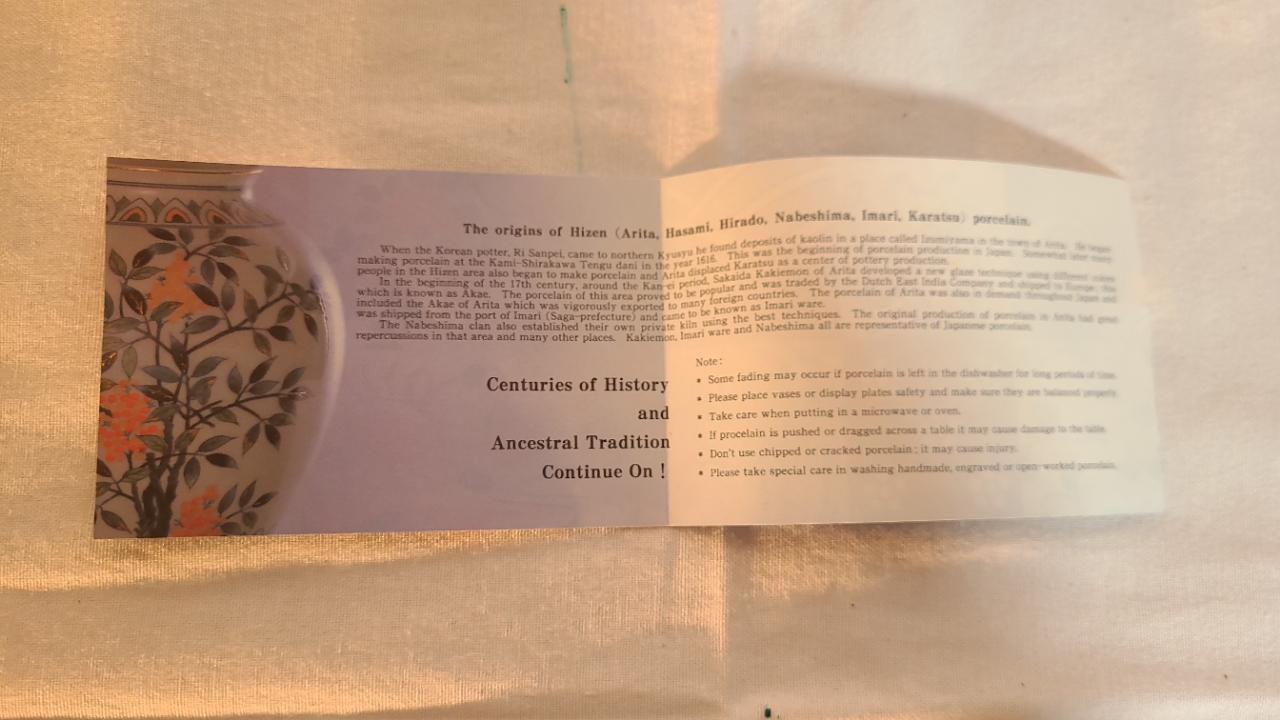 The origins of Hizen (Arita, Hasami, Hirado, Nabeshima, Imari, Karatsu) porcelain.
When the Korean potter, Ri Sanpei, came to northern Kyusyu he found deposits of kaolin in a place called Izumiyama in the town of Arita. He began
making porcelain at the Kami-Shirakawa Tengu dani in the year 1616. This was the beginning of porcelain production in Japan. Somewhat later many
people in the Hizen area also began to make porcelain and Arita displaced Karatsu as a center of pottery production.
In the beginning of the 17th century, around the Kan-ei period, Sakaida Kakiemon of Arita developed a new glaze technique using different colors
which is known as Akae. The porcelain of this area proved to be popular and was traded by the Dutch East India Company and shipped to Europe; this
included the Akae of Arita which was vigorously exported to many foreign countries. The porcelain of Arita was also in demand throughout Japan and
was shipped from the port of Imari (Saga-prefecture) and came to be known as Imari ware.
The Nabeshima clan also established their own private kiln using the best techniques. The original production of porcelain in Arita had great
repercussions in that area and many other places. Kakiemon, Imari ware and Nabeshima all are representative of Japanese porcelain.
Centuries of History
and
Ancestral Tradition
Continue On !
Note:
• Some fading may occur if porcelain is left in the dishwasher for long periods of time.
• Please place vases or display plates safety and make sure they are balanced properly.
• Take care when putting in a microwave or oven.
• If procelain is pushed or dragged across a table it may cause damage to the table.
• Don't use chipped or cracked porcelain; it may cause injury.
• Please take special care in washing handmade, engraved or open-worked porcelain.